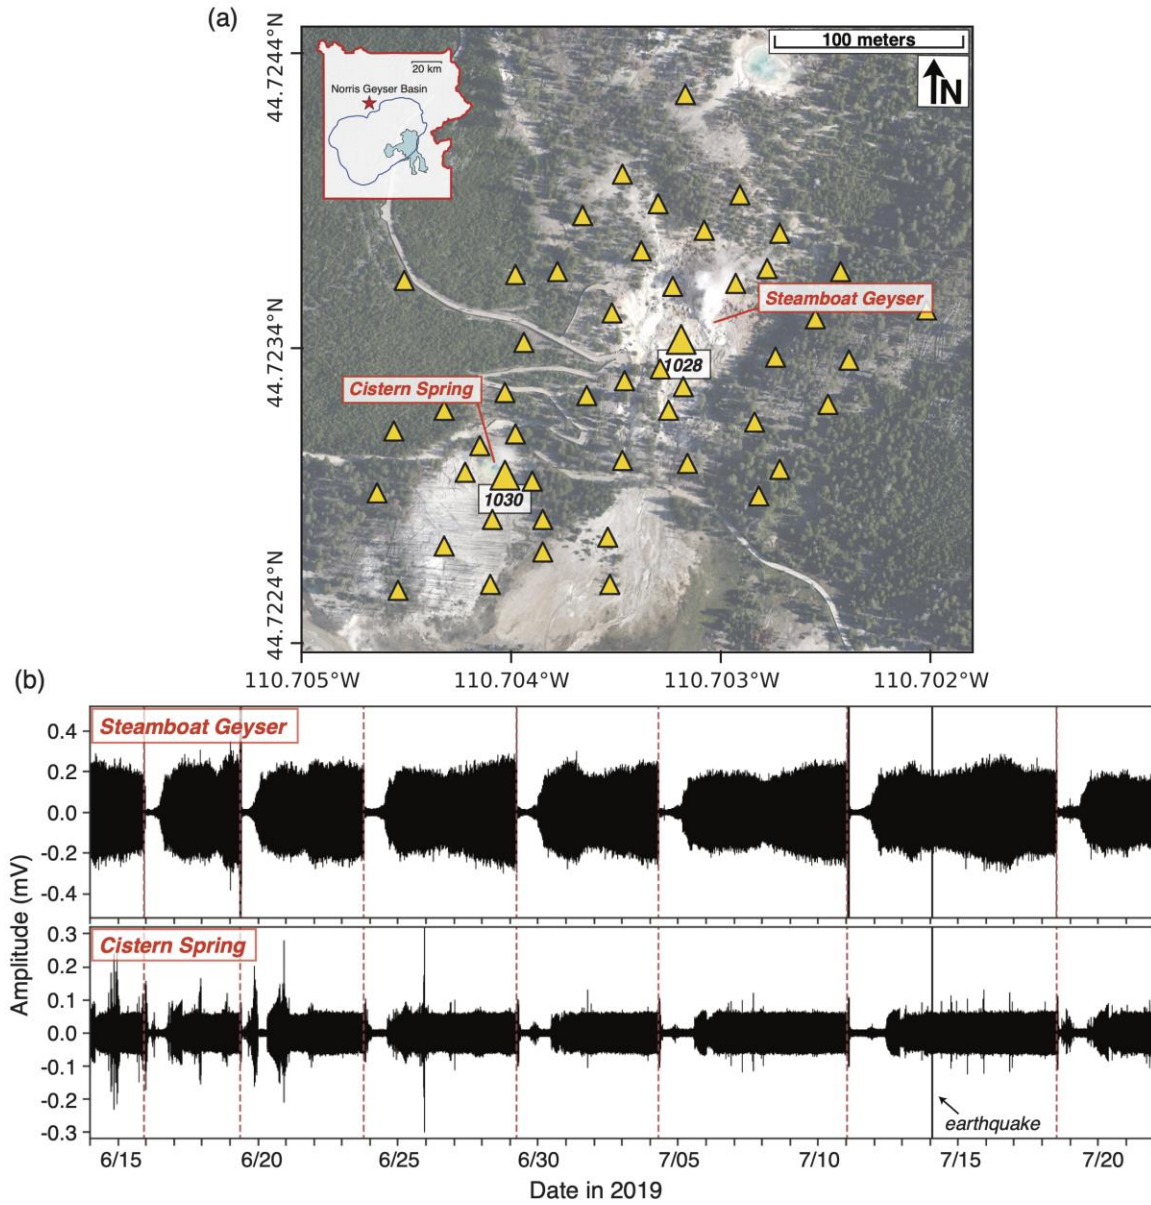 (a)
44.7244°N
44.7234°N
44.7224°N
20 km
Norris Geyser Basin
100 meters
N
Steamboat Geyser
1028
Cistern Spring
1030
110.705°W 110.704°W 110.703°W 110.702°W
(b)
Steamboat Geyser
0.4
0.2
0.0
-0.2
-0.4
Amplitude (mV)
Cistern Spring
0.3
0.2
0.1
0.0
-0.1
-0.2
-0.3
earthquake
6/15 6/20 6/25 6/30 7/05 7/10 7/15 7/20
Date in 2019